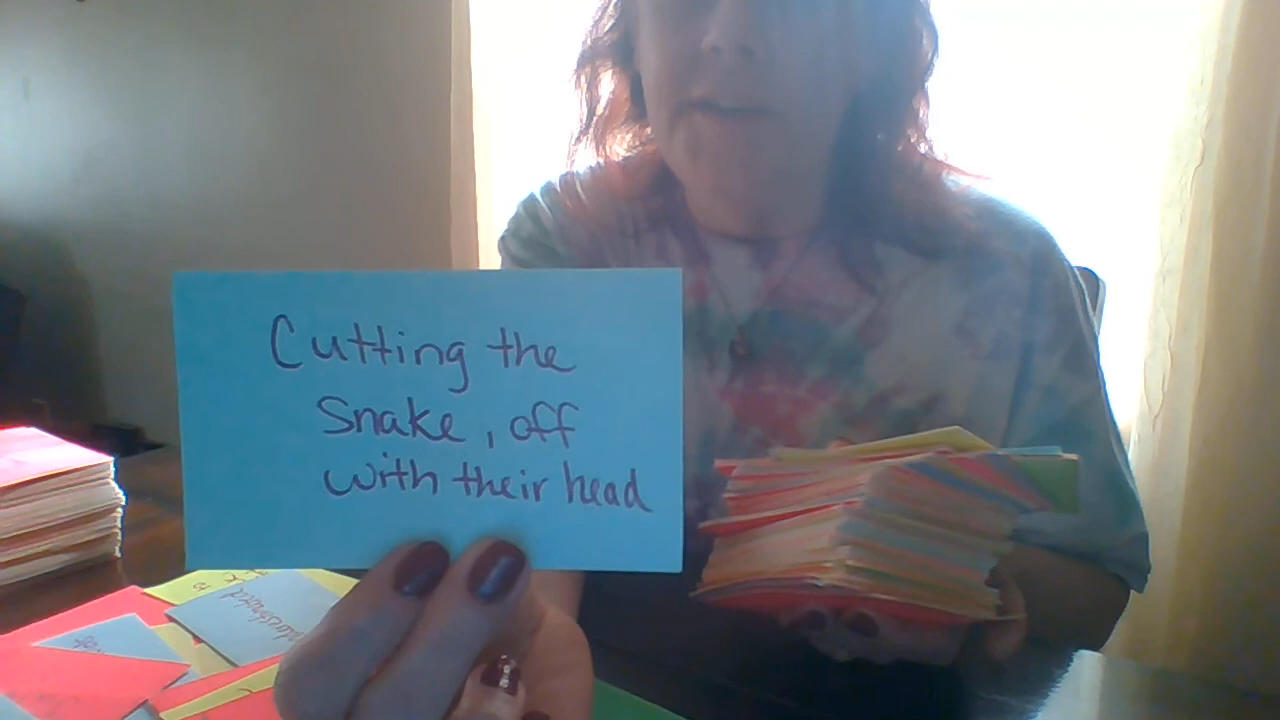 Cutting the
Snake, off
with their head